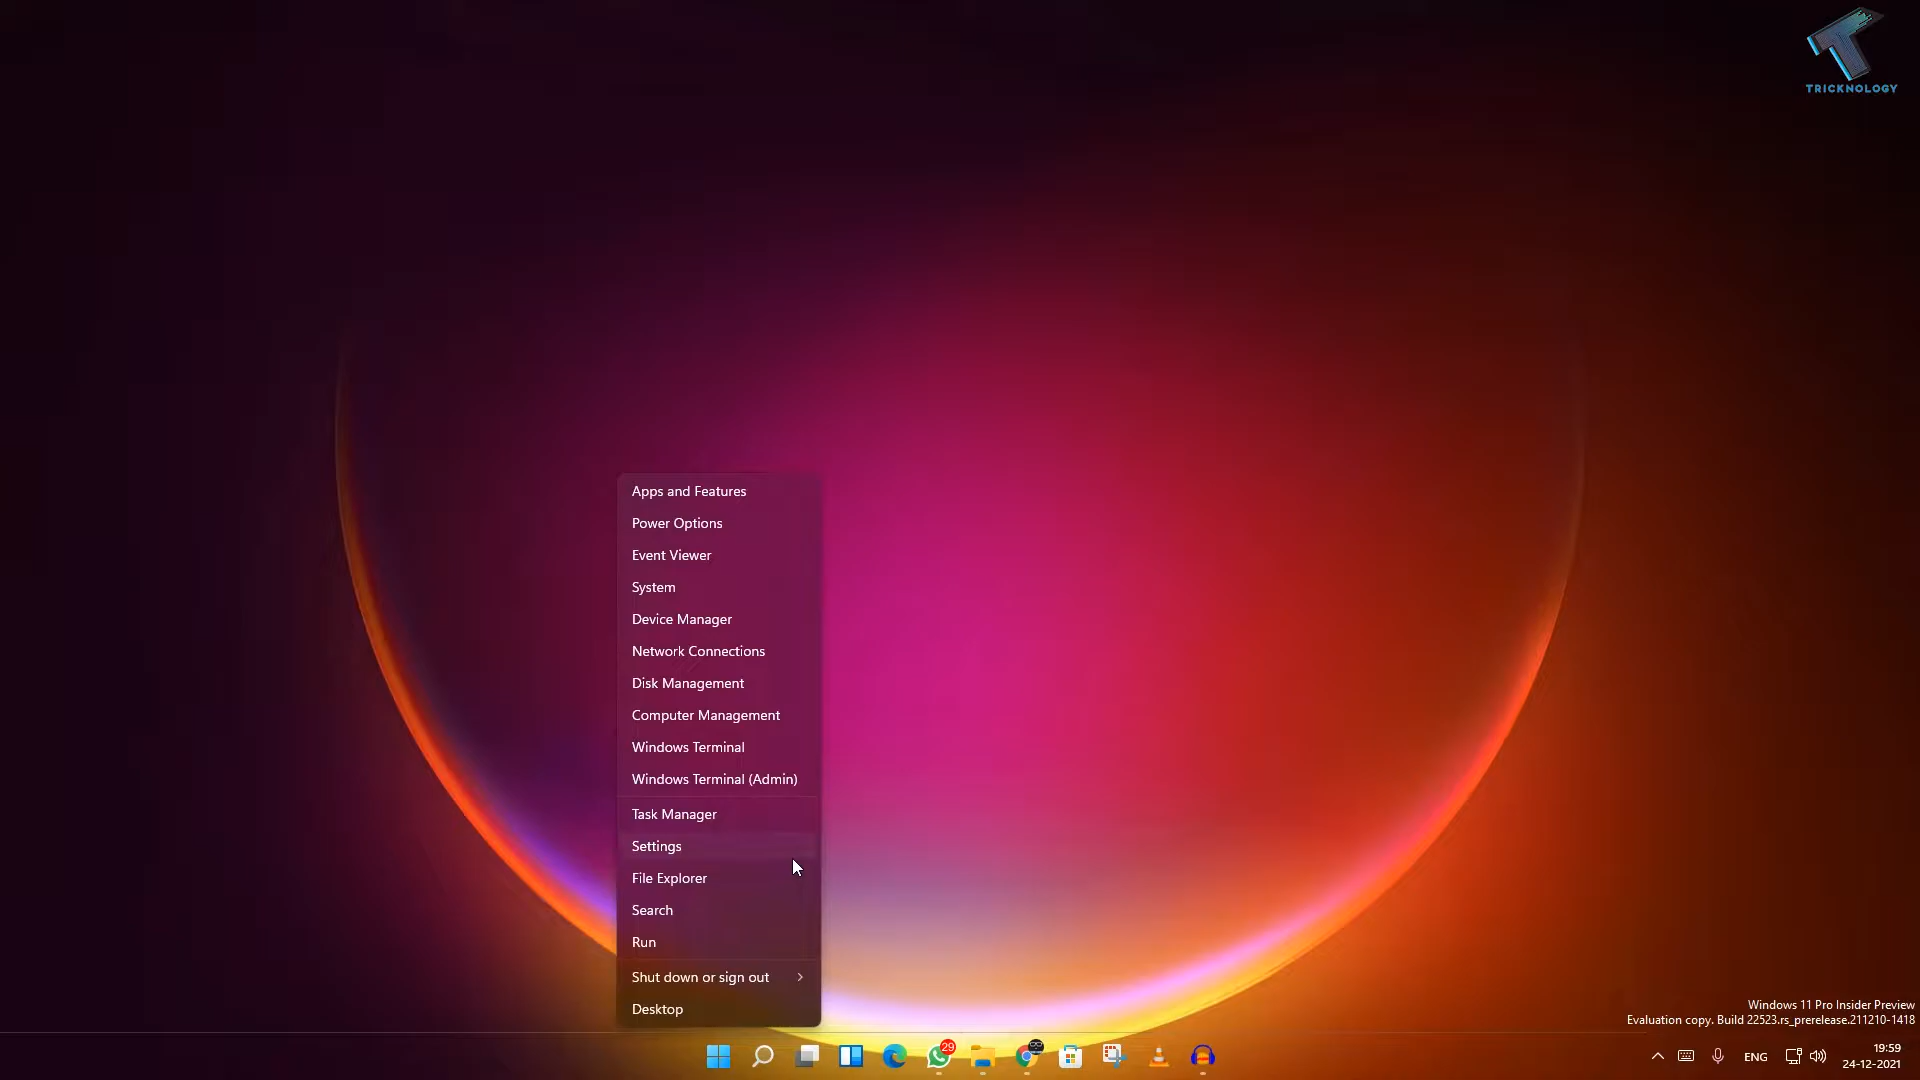 TRICKNOLOGY
Apps and Features
Power Options
Event Viewer
System
Device Manager
Network Connections
Disk Management
Computer Management
Windows Terminal
Windows Terminal (Admin)
Task Manager
Settings
File Explorer
Search
Run
Shut down or sign out
Desktop
Windows 11 Pro Insider Preview
Evaluation copy. Build 22523.rs_prerelease.211210-1418
29
ENG
19:59
24-12-2021